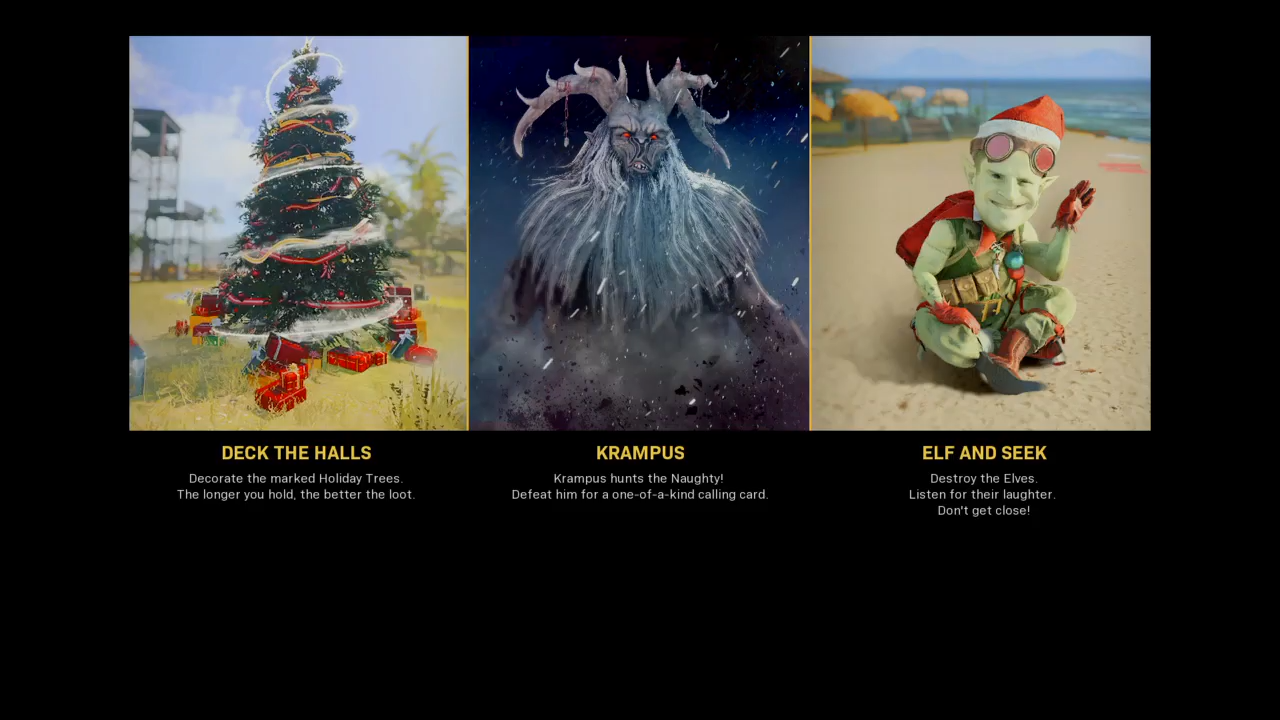 DECK THE HALLS
Decorate the marked Holiday Trees.
The longer you hold, the better the loot.
KRAMPUS
Krampus hunts the Naughty!
Defeat him for a one-of-a-kind calling card.
ELF AND SEEK
Destroy the Elves.
Listen for their laughter.
Don't get close!